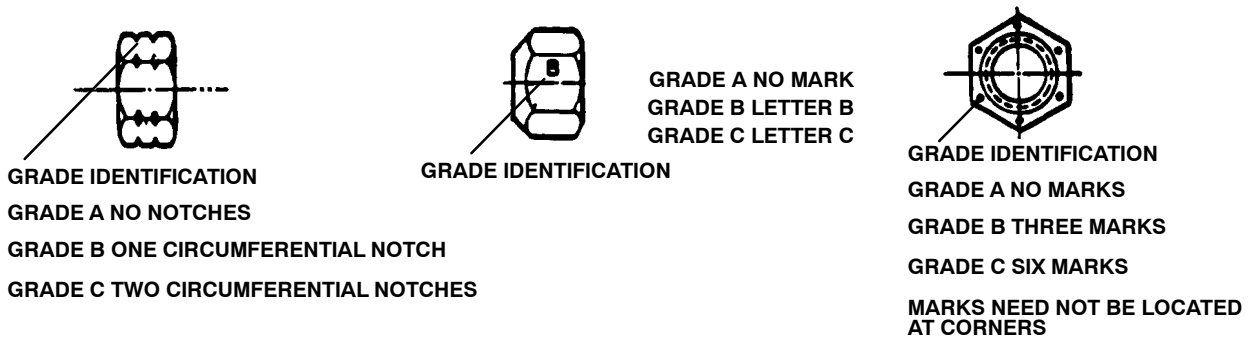 GRADE IDENTIFICATION
GRADE A NO NOTCHES
GRADE B ONE CIRCUMFERENTIAL NOTCH
GRADE C TWO CIRCUMFERENTIAL NOTCHES
B
GRADE IDENTIFICATION
GRADE A NO MARK
GRADE B LETTER B
GRADE C LETTER C
GRADE IDENTIFICATION
GRADE A NO MARKS
GRADE B THREE MARKS
GRADE C SIX MARKS
MARKS NEED NOT BE LOCATED
AT CORNERS